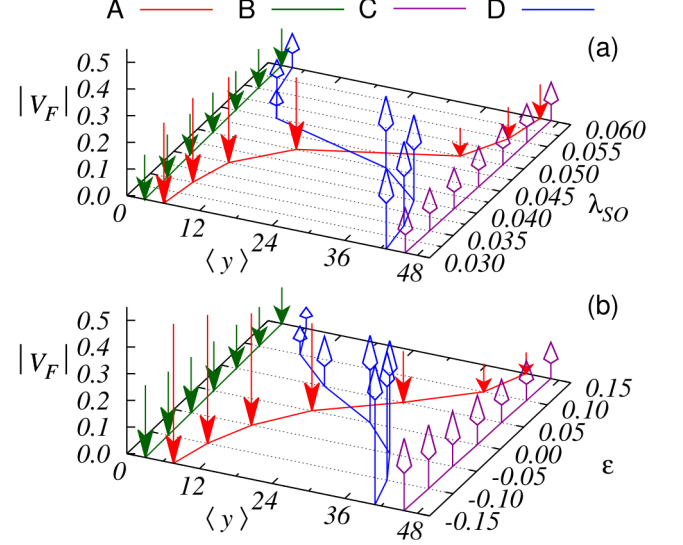 A B C D
(a)
0.5
0.4
0.3
0.2
0.1
0.0
|V_F|
0 12 24 36 48
⟨ y ⟩
0.060
0.055
0.050
0.045
0.040
0.035
0.030
λ_SO
(b)
0.5
0.4
0.3
0.2
0.1
0.0
|V_F|
0 12 24 36 48
⟨ y ⟩
0.15
0.10
0.05
0.00
-0.05
-0.10
-0.15
ε